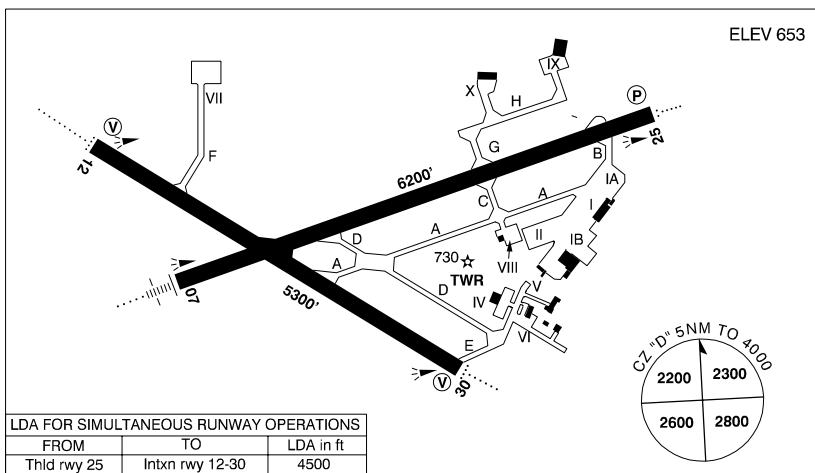 ELEV 653
IX
VII
X
H
P
V
25
12
G
B
F
6200'
IA
C
A
I
D
A
II
IB
730
VIII
A
TWR
07
5300'
D
V
IV
CZ "D" 5NM TO 4000
VI
E
2200 2300
V
30
2600 2800
LDA FOR SIMULTANEOUS RUNWAY OPERATIONS
FROM TO LDA in ft
Thld rwy 25 Intxn rwy 12-30 4500